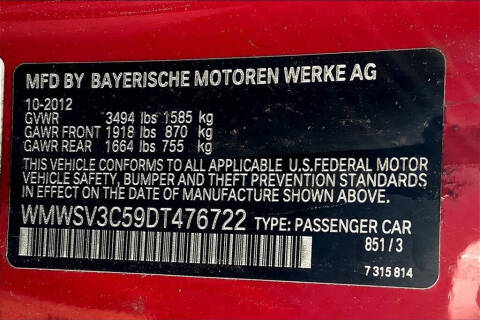 MFD BY BAYERISCHE MOTOREN WERKE AG
10-2012
GVWR 3494 lbs 1585 kg
GAWR FRONT 1918 lbs 870 kg
GAWR REAR 1664 lbs 755 kg
THIS VEHICLE CONFORMS TO ALL APPLICABLE U.S.FEDERAL MOTOR
VEHICLE SAFETY, BUMPER AND THEFT PREVENTION STANDARDS
IN EFFECT ON THE DATE OF MANUFACTURE SHOWN ABOVE.
WMWSV3C59DT476722 TYPE: PASSENGER CAR
851 / 3
7 315 814